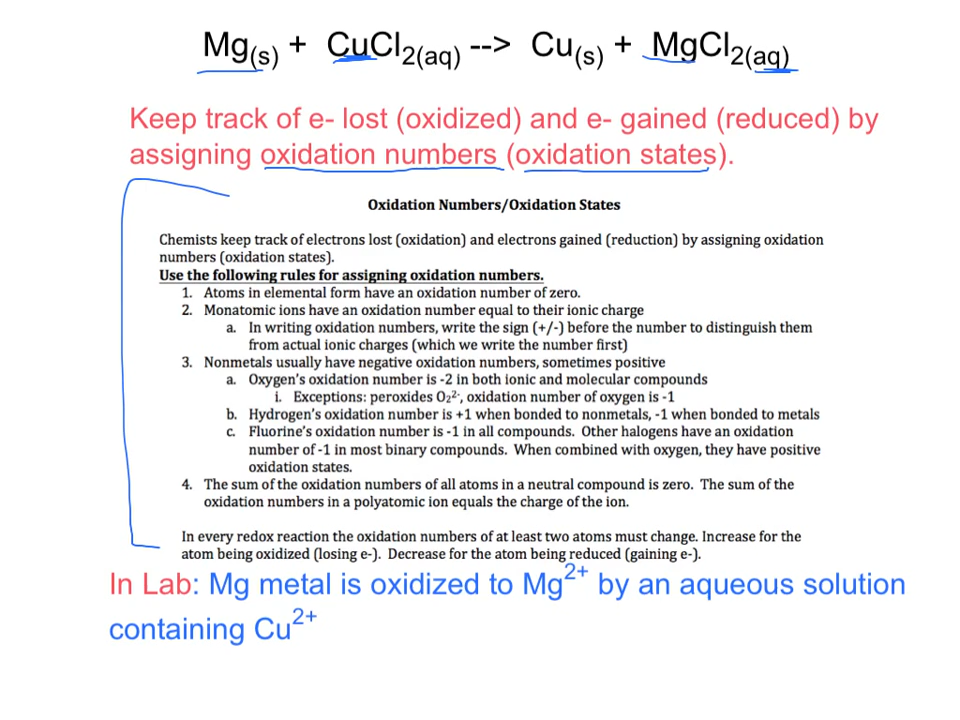 Mg(s) + CuCl2(aq) --> Cu(s) + MgCl2(aq)
Keep track of e- lost (oxidized) and e- gained (reduced) by
assigning oxidation numbers (oxidation states).
Oxidation Numbers/Oxidation States
Chemists keep track of electrons lost (oxidation) and electrons gained (reduction) by assigning oxidation
numbers (oxidation states).
Use the following rules for assigning oxidation numbers.
1. Atoms in elemental form have an oxidation number of zero.
2. Monatomic ions have an oxidation number equal to their ionic charge
a. In writing oxidation numbers, write the sign (+/-) before the number to distinguish them
from actual ionic charges (which we write the number first)
3. Nonmetals usually have negative oxidation numbers, sometimes positive
a. Oxygen's oxidation number is -2 in both ionic and molecular compounds
i. Exceptions: peroxides O₂²⁻, oxidation number of oxygen is -1
b. Hydrogen's oxidation number is +1 when bonded to nonmetals, -1 when bonded to metals
c. Fluorine's oxidation number is -1 in all compounds. Other halogens have an oxidation
number of -1 in most binary compounds. When combined with oxygen, they have positive
oxidation states.
4. The sum of the oxidation numbers of all atoms in a neutral compound is zero. The sum of the
oxidation numbers in a polyatomic ion equals the charge of the ion.
In every redox reaction the oxidation numbers of at least two atoms must change. Increase for the
atom being oxidized (losing e-). Decrease for the atom being reduced (gaining e-).
In Lab: Mg metal is oxidized to Mg²⁺ by an aqueous solution
containing Cu²⁺